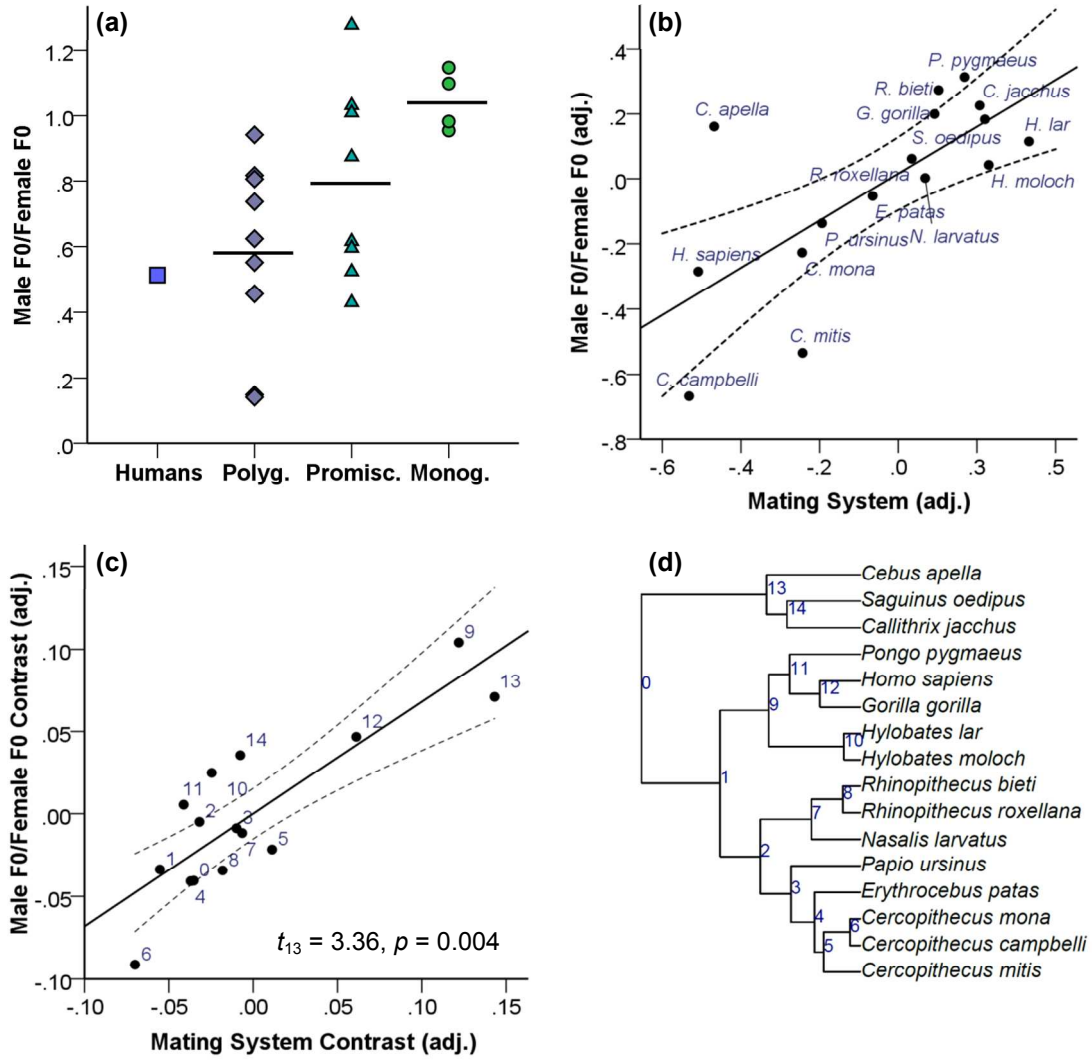 (a)
Male F0/Female F0
1.2
1.0
.8
.6
.4
.2
.0
Humans Polyg. Promisc. Monog.
(b)
Male F0/Female F0 (adj.)
.4
.2
.0
-.2
-.4
-.6
-.8
P. pygmaeus
R. bieti
C. jacchus
C. apella
G. gorilla
H. lar
S. oedipus
R. roxellana
H. moloch
E. patas
P. ursinus
N. larvatus
H. sapiens
C. mona
C. mitis
C. campbelli
-.6 -.4 -.2 .0 .3 .5
Mating System (adj.)
(c)
Male F0/Female F0 Contrast (adj.)
.15
.10
.05
.00
-.05
-.10
9
13
12
14
11
10
2
3
5
1
0
8
7
4
6
t13 = 3.36, p = 0.004
-.10 -.05 .00 .05 .10 .15
Mating System Contrast (adj.)
(d)
Cebus apella
13
Saguinus oedipus
14
Callithrix jacchus
Pongo pygmaeus
11
Homo sapiens
0
12
Gorilla gorilla
9
Hylobates lar
10
Hylobates moloch
1
Rhinopithecus bieti
8
Rhinopithecus roxellana
7
Nasalis larvatus
2
Papio ursinus
3
Erythrocebus patas
4
Cercopithecus mona
6
Cercopithecus campbelli
5
Cercopithecus mitis